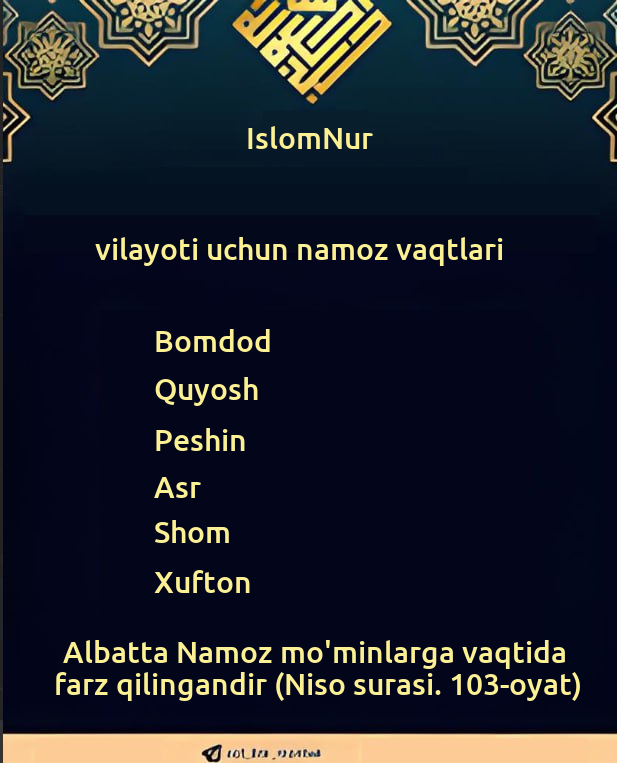 IslomNur
vilayoti uchun namoz vaqtlari
Bomdod
Quyosh
Peshin
Asr
Shom
Xufton
Albatta Namoz mo'minlarga vaqtida
farz qilingandir (Niso surasi. 103-oyat)